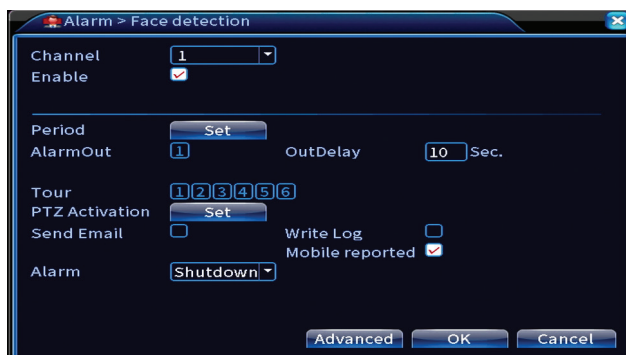 Alarm > Face detection
Channel 1
Enable
Period Set
AlarmOut 1 OutDelay 10 Sec.
Tour 1 2 3 4 5 6
PTZ Activation Set
Send Email Write Log
Mobile reported
Alarm Shutdown
Advanced OK Cancel